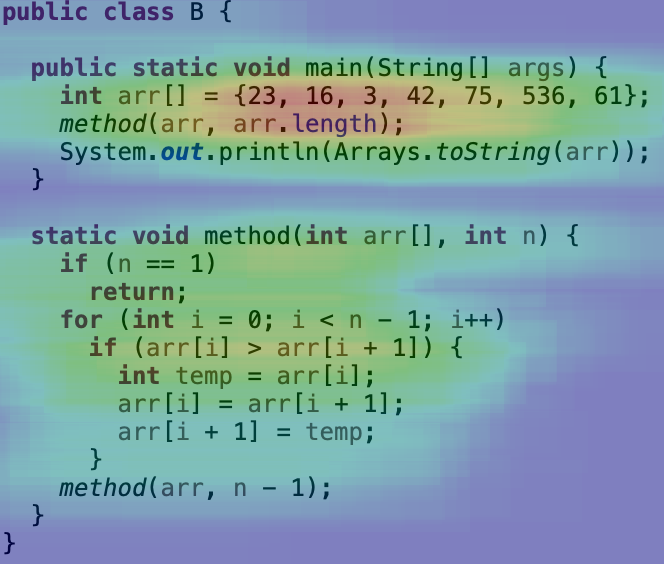 public class B {
public static void main(String[] args) {
int arr[] = {23, 16, 3, 42, 75, 536, 61};
method(arr, arr.length);
System.out.println(Arrays.toString(arr));
}
static void method(int arr[], int n) {
if (n == 1)
return;
for (int i = 0; i < n - 1; i++)
if (arr[i] > arr[i + 1]) {
int temp = arr[i];
arr[i] = arr[i + 1];
arr[i + 1] = temp;
}
method(arr, n - 1);
}
}